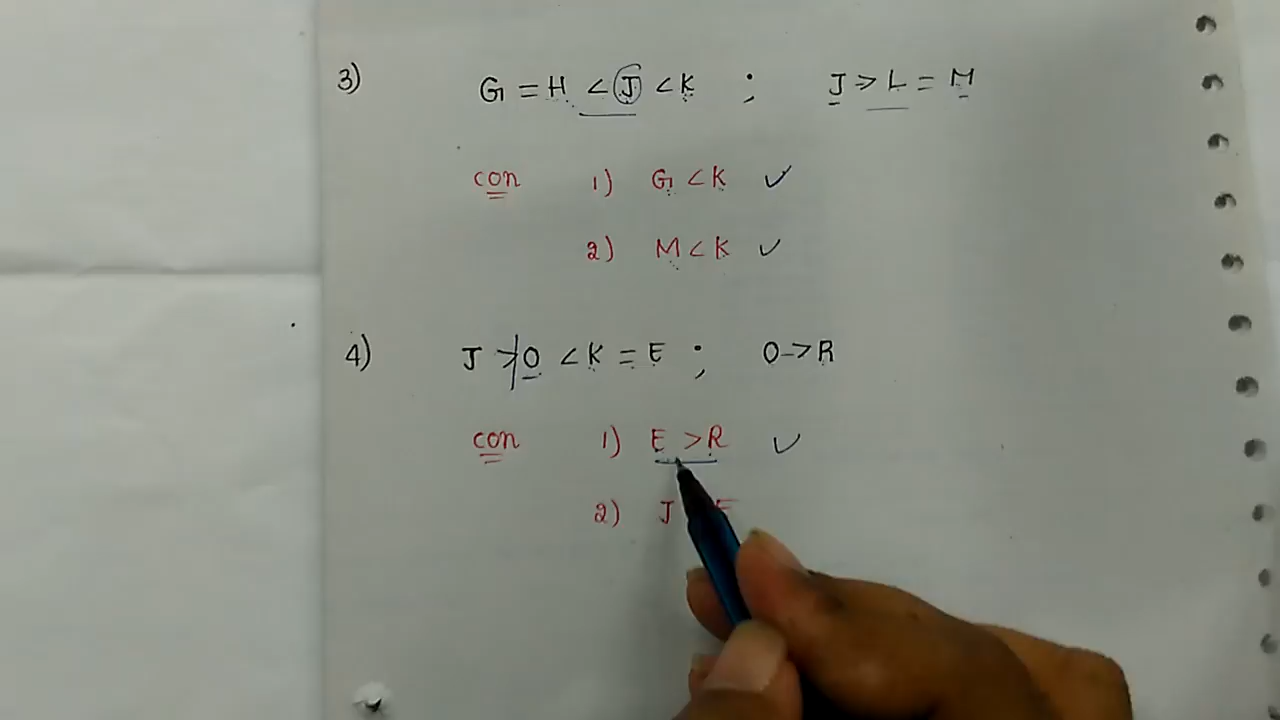 3) G = H < J < K ; J ≥ L = M
con 1) G < K ✓
2) M < K ✓
4) J > O < K = E ; O > R
con 1) E > R ✓
2) J E